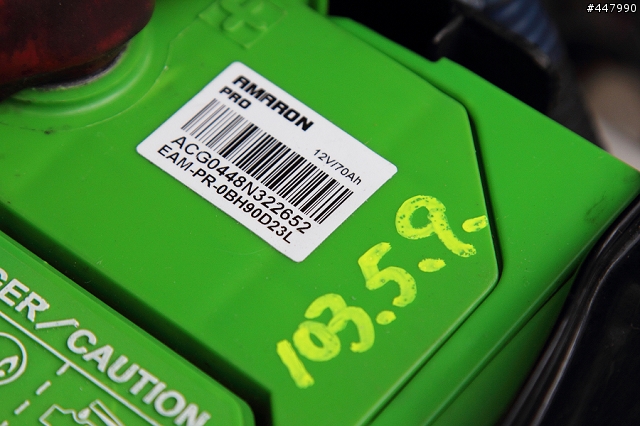 #447990
AMARON
PRO
12V/70Ah
ACG0448N322652
EAM-PR-0BH90D23L
103.5.9.
GER/CAUTION